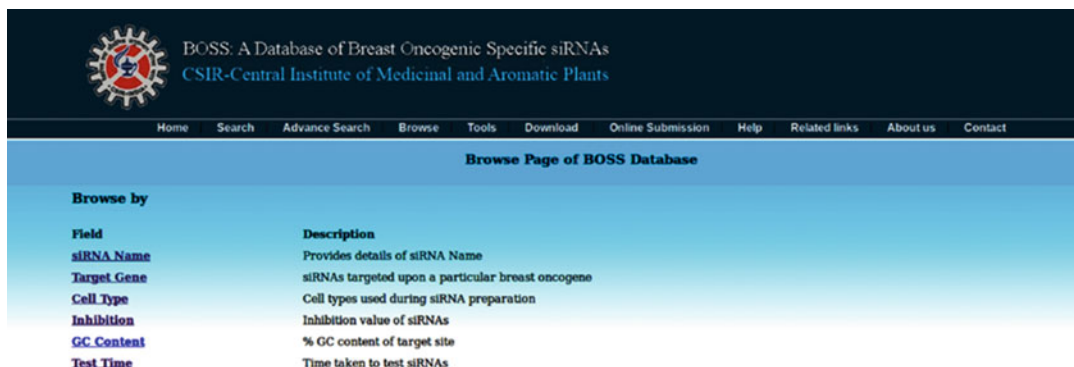 BOSS: A Database of Breast Oncogenic Specific siRNAs
CSIR-Central Institute of Medicinal and Aromatic Plants
Home Search Advance Search Browse Tools Download Online Submission Help Related links About us Contact
Browse Page of BOSS Database
Browse by
Field Description
siRNA Name Provides details of siRNA Name
Target Gene siRNAs targeted upon a particular breast oncogene
Cell Type Cell types used during siRNA preparation
Inhibition Inhibition value of siRNAs
GC Content % GC content of target site
Test Time Time taken to test siRNAs